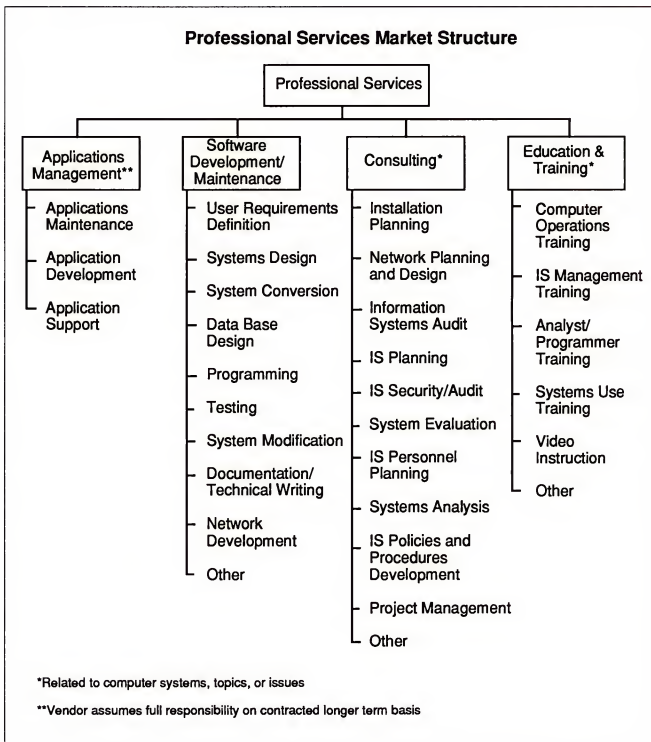 Professional Services Market Structure
Professional Services
Applications
Management**
Applications
Maintenance
Application
Development
Application
Support
Software
Development/
Maintenance
User Requirements
Definition
Systems Design
System Conversion
Data Base
Design
Programming
Testing
System Modification
Documentation/
Technical Writing
Network
Development
Other
Consulting*
Installation
Planning
Network Planning
and Design
Information
Systems Audit
IS Planning
IS Security/Audit
System Evaluation
IS Personnel
Planning
Systems Analysis
IS Policies and
Procedures
Development
Project Management
Other
Education &
Training*
Computer
Operations
Training
IS Management
Training
Analyst/
Programmer
Training
Systems Use
Training
Video
Instruction
Other
*Related to computer systems, topics, or issues
**Vendor assumes full responsibility on contracted longer term basis